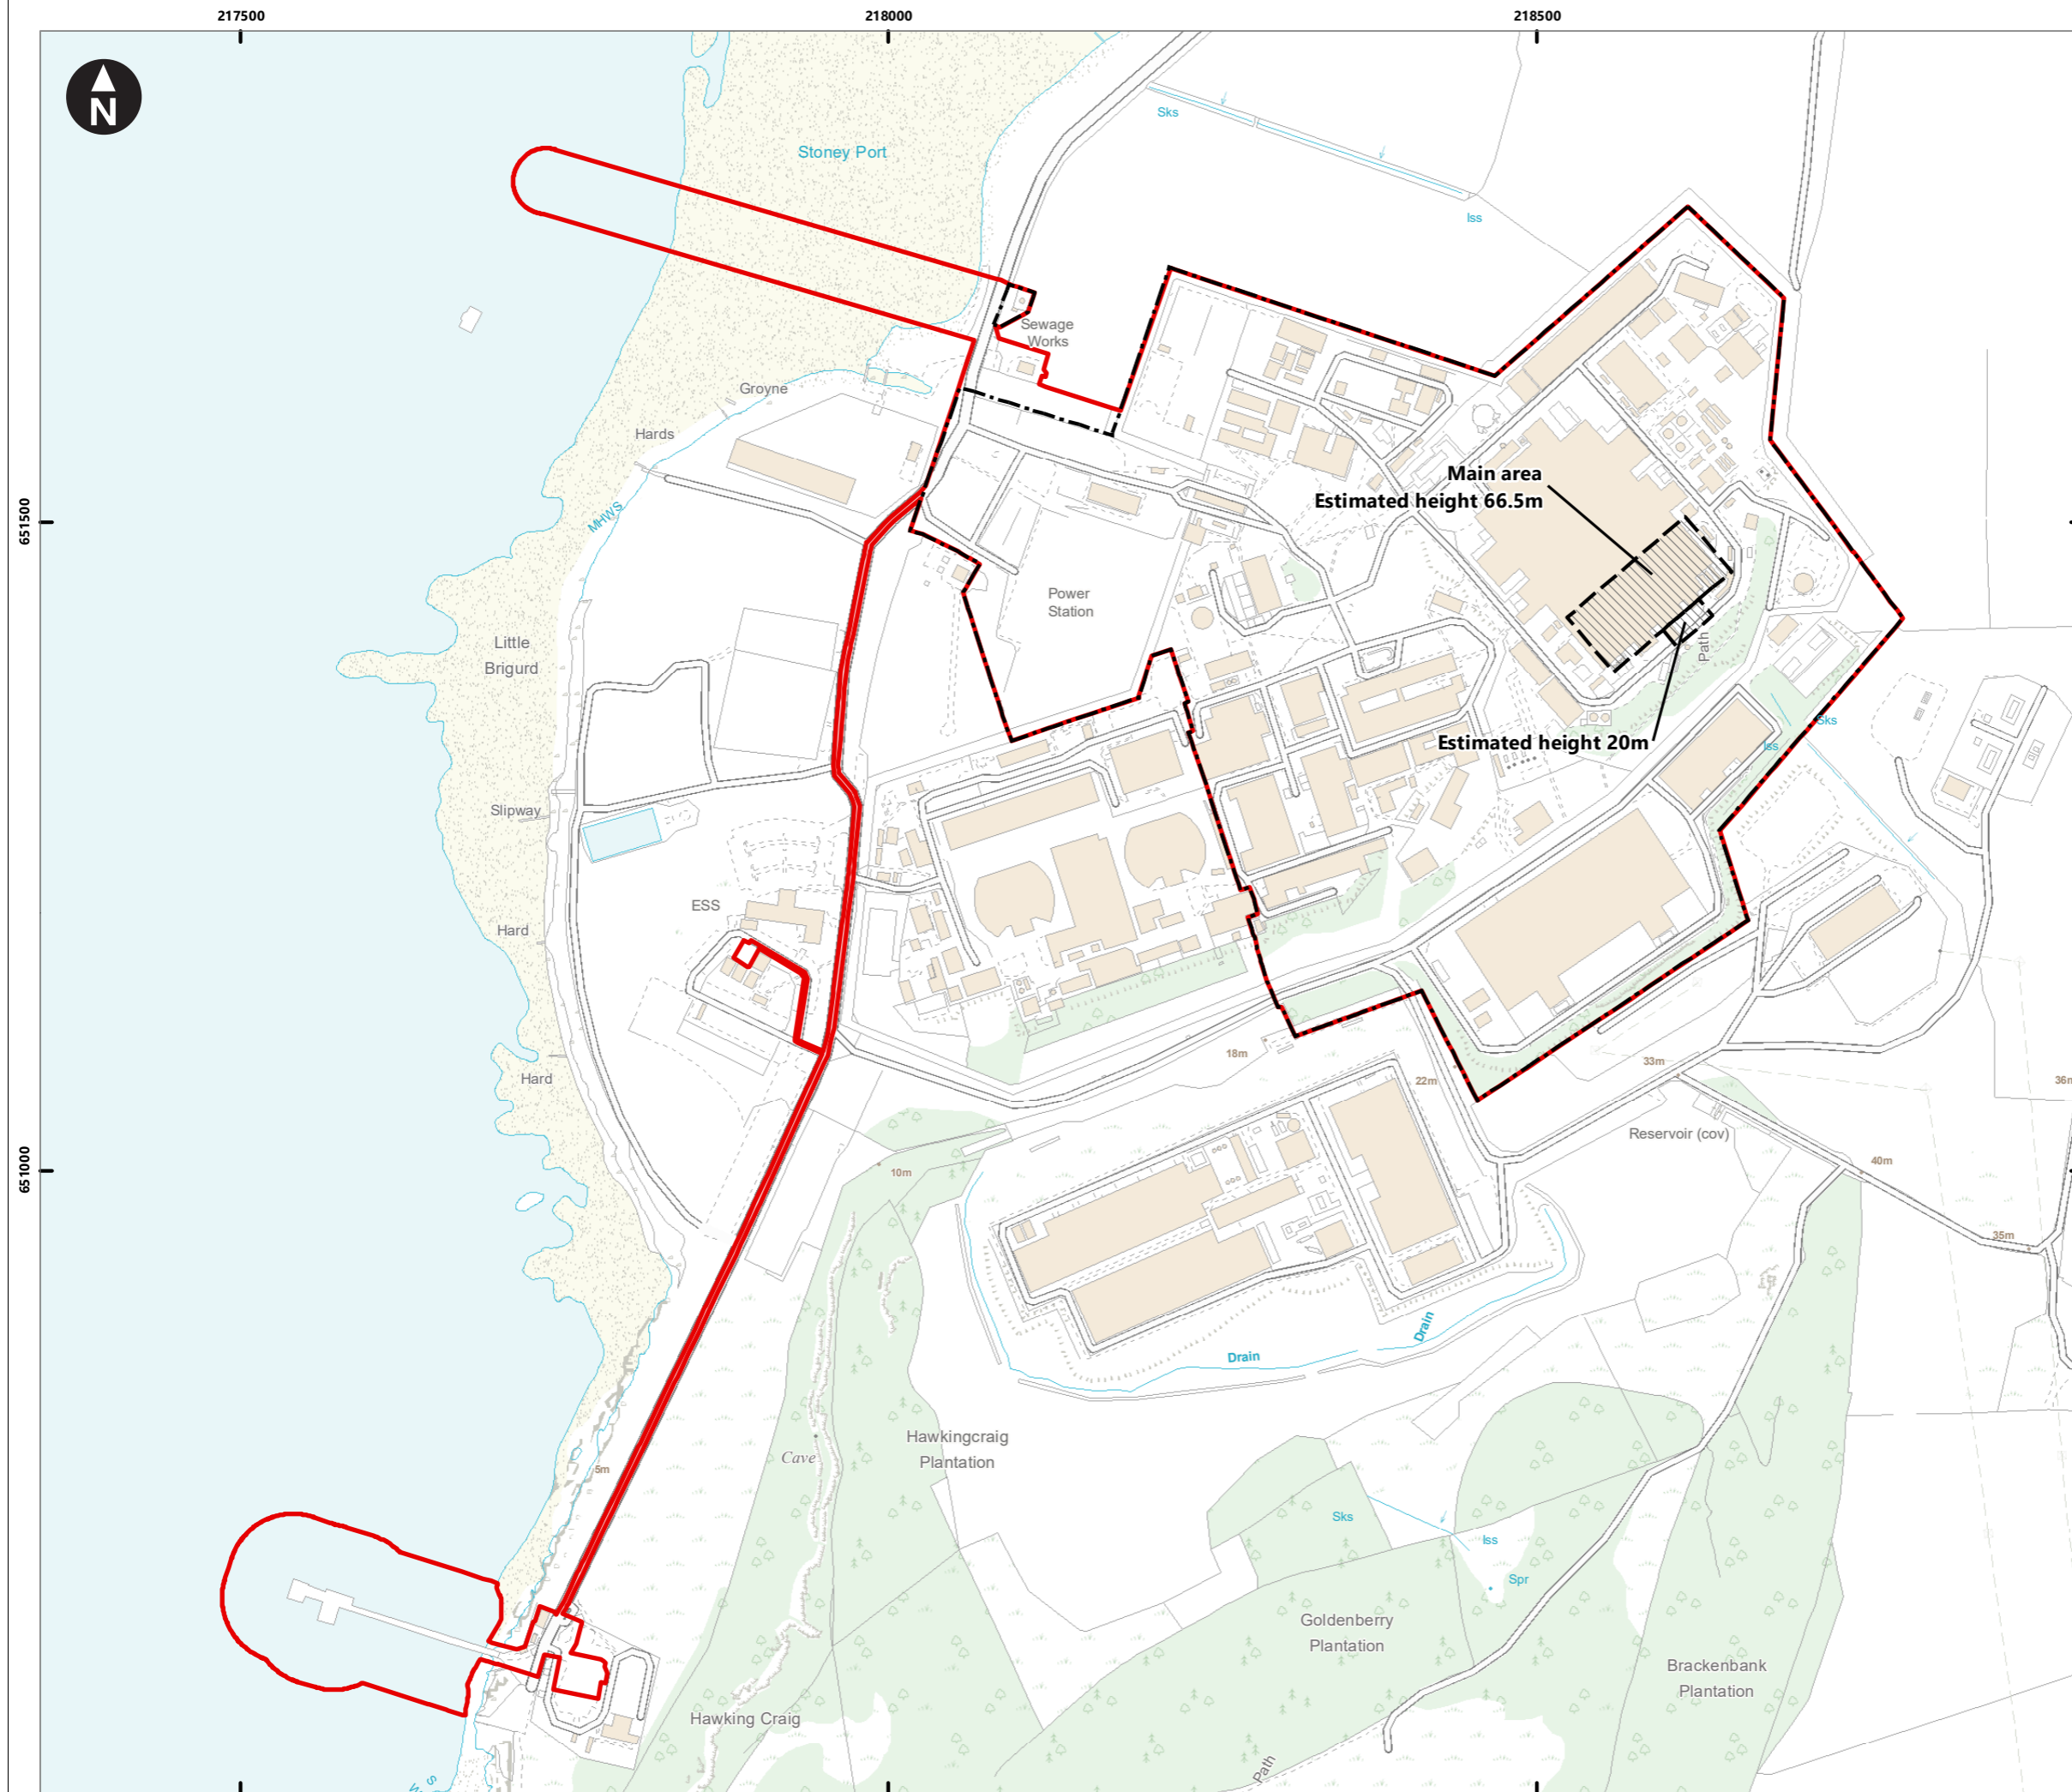 217500
218000
218500
N
Sks
Stoney Port
Iss
Sewage
Works
Groyne
Hards
Main area
Estimated height 66.5m
651500
MHWS
Power
Station
Little
Brigurd
Path
Sks
Estimated height 20m
Iss
Slipway
ESS
Hard
18m
33m
Hard
22m
36m
Reservoir (cov)
651000
10m
40m
35m
Drain
Drain
Hawkingcraig
Plantation
Cave
5m
Sks
Iss
Spr
Goldenberry
Plantation
Brackenbank
Plantation
Hawking Craig
Path